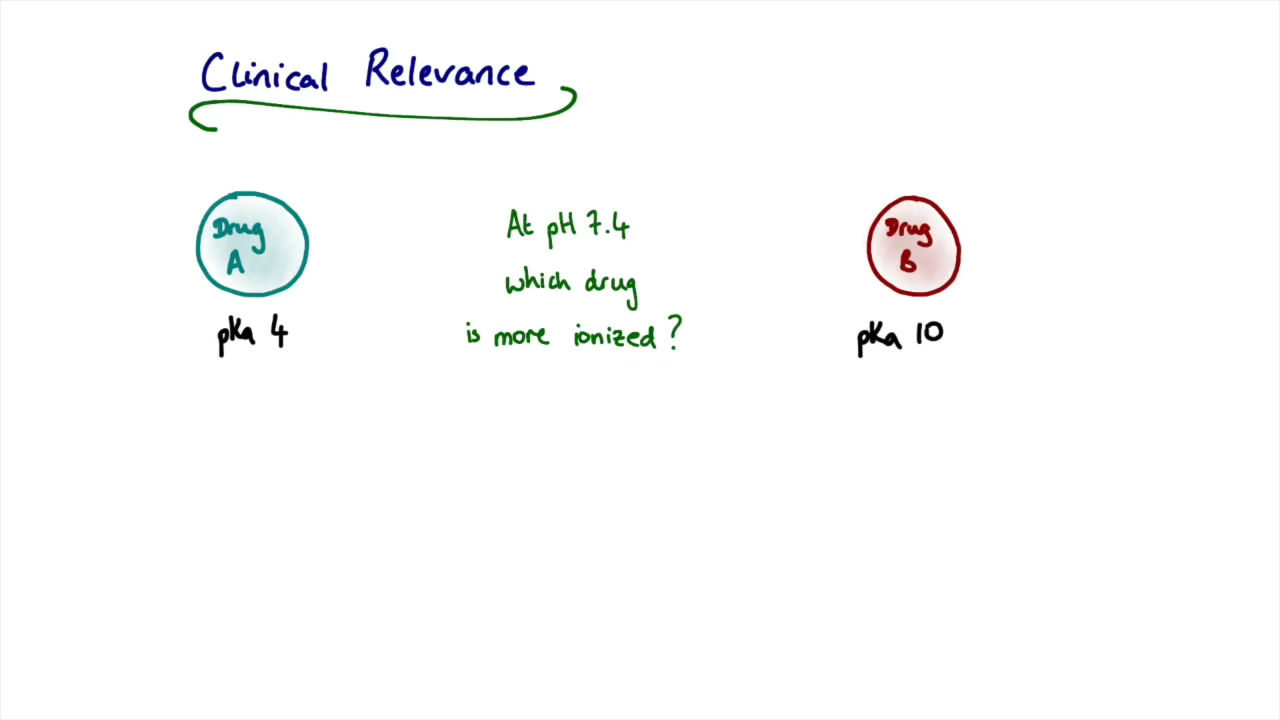 Clinical Relevance
Drug
A
pKa 4
At pH 7.4
which drug
is more ionized?
Drug
B
pKa 10